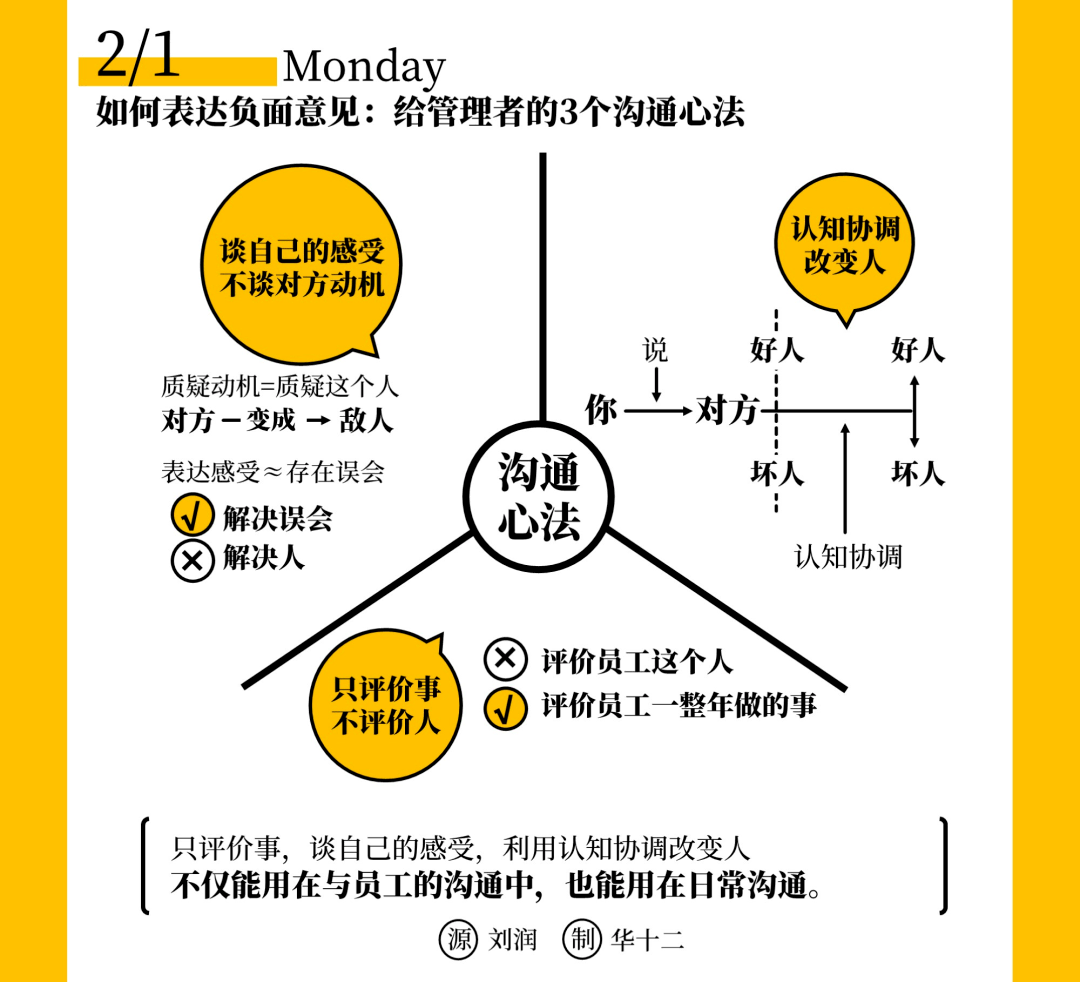 2/1 Monday
如何表达负面意见：给管理者的3个沟通心法
谈自己的感受
不谈对方动机
质疑动机=质疑这个人
对方－变成→敌人
表达感受≈存在误会
√ 解决误会
× 解决人
认知协调
改变人
说
好人 好人
你 对方
坏人 坏人
认知协调
沟通
心法
只评价事
不评价人
× 评价员工这个人
√ 评价员工一整年做的事
只评价事，谈自己的感受，利用认知协调改变人
不仅能用在与员工的沟通中，也能用在日常沟通。
源 刘润 制 华十二